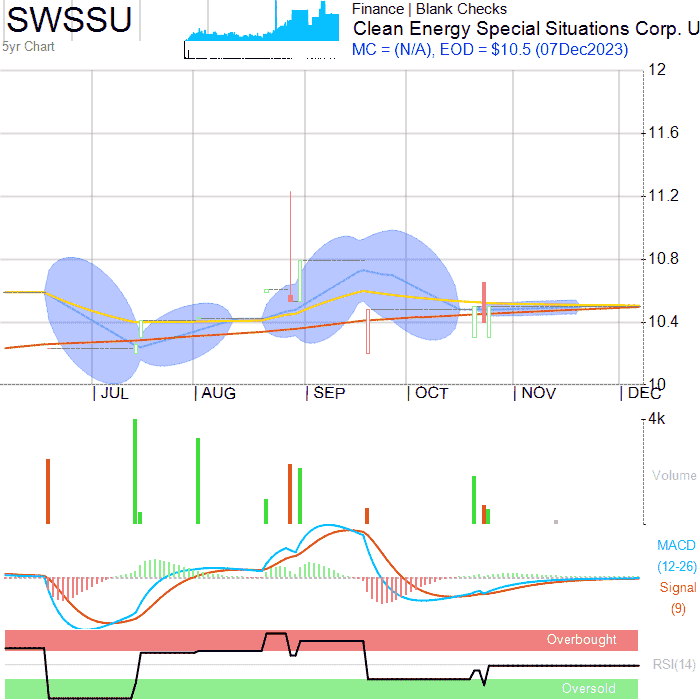 SWSSU
5yr Chart
Finance | Blank Checks
Clean Energy Special Situations Corp. U
MC = (N/A), EOD = $10.5 (07Dec2023)
12
11.6
11.2
10.8
10.4
10
JUL AUG SEP OCT NOV DEC
4k
Volume
MACD
(12-26)
Signal
(9)
Overbought
RSI(14)
Oversold